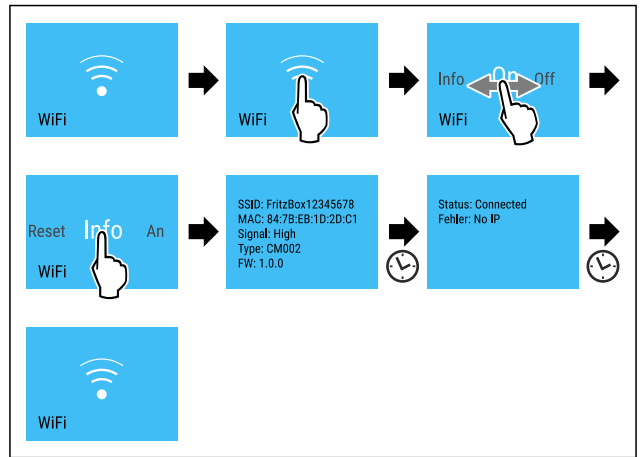 WiFi
WiFi
Info On Off
WiFi
Reset Info An
WiFi
SSID: FritzBox12345678
MAC: 84:7B:EB:1D:2D:C1
Signal: High
Type: CM002
FW: 1.0.0
Status: Connected
Fehler: No IP
WiFi